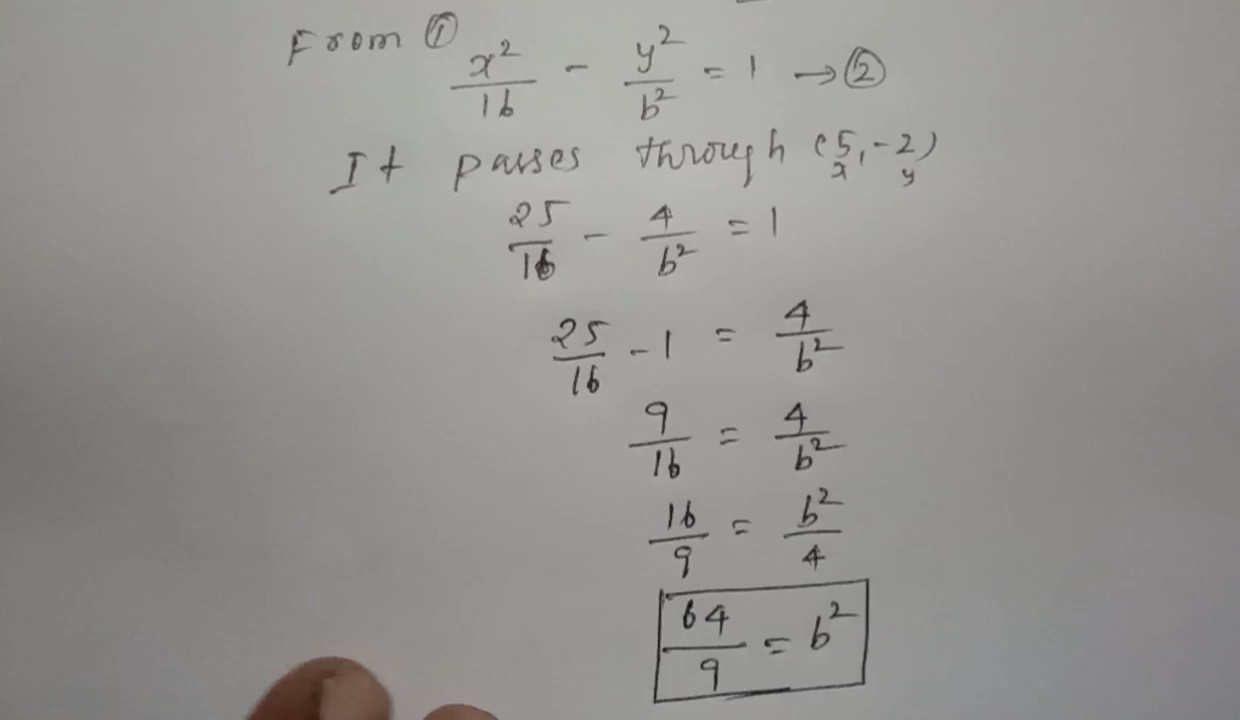 From ①
x²/16 - y²/b² = 1 → ②
It passes through (5, -2)
x y
25/16 - 4/b² = 1
25/16 - 1 = 4/b²
9/16 = 4/b²
16/9 = b²/4
64/9 = b²